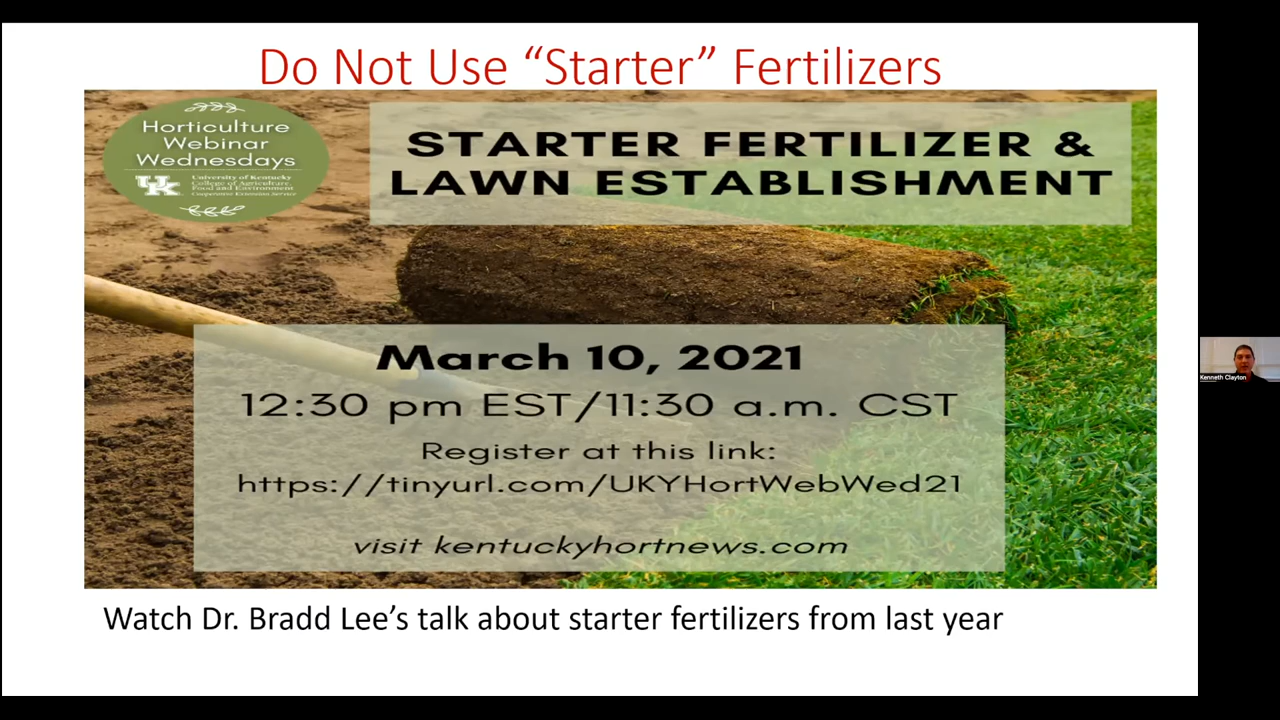 Do Not Use “Starter” Fertilizers
Horticulture
Webinar
Wednesdays
UK
University of Kentucky
College of Agriculture,
Food and Environment
Cooperative Extension Service
STARTER FERTILIZER &
LAWN ESTABLISHMENT
March 10, 2021
12:30 pm EST/11:30 a.m. CST
Register at this link:
https://tinyurl.com/UKYHortWebWed21
visit kentuckyhortnews.com
Watch Dr. Bradd Lee’s talk about starter fertilizers from last year
Kenneth Clayton